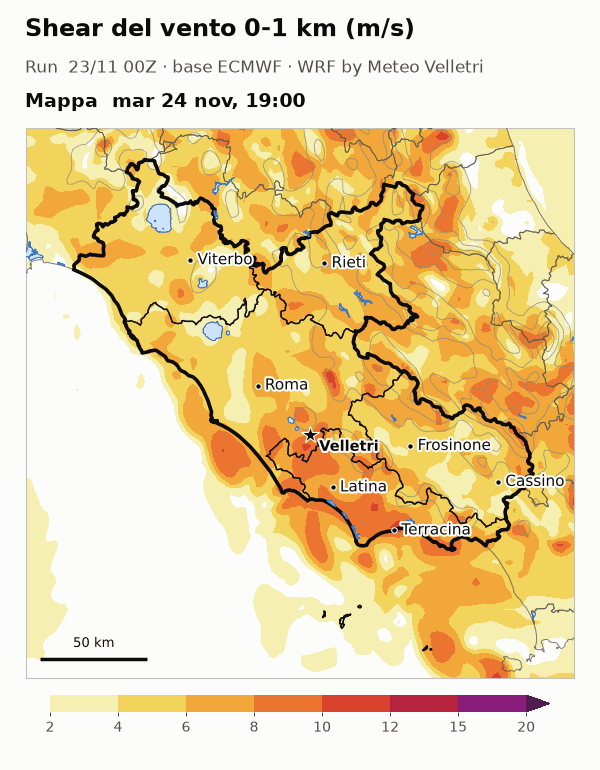 Shear del vento 0-1 km (m/s)
Run  23/11 00Z · base ECMWF · WRF by Meteo Velletri
Mappa  mar 24 nov, 19:00
Viterbo
Rieti
Roma
Velletri
Frosinone
Latina
Cassino
Terracina
50 km
2 4 6 8 10 12 15 20